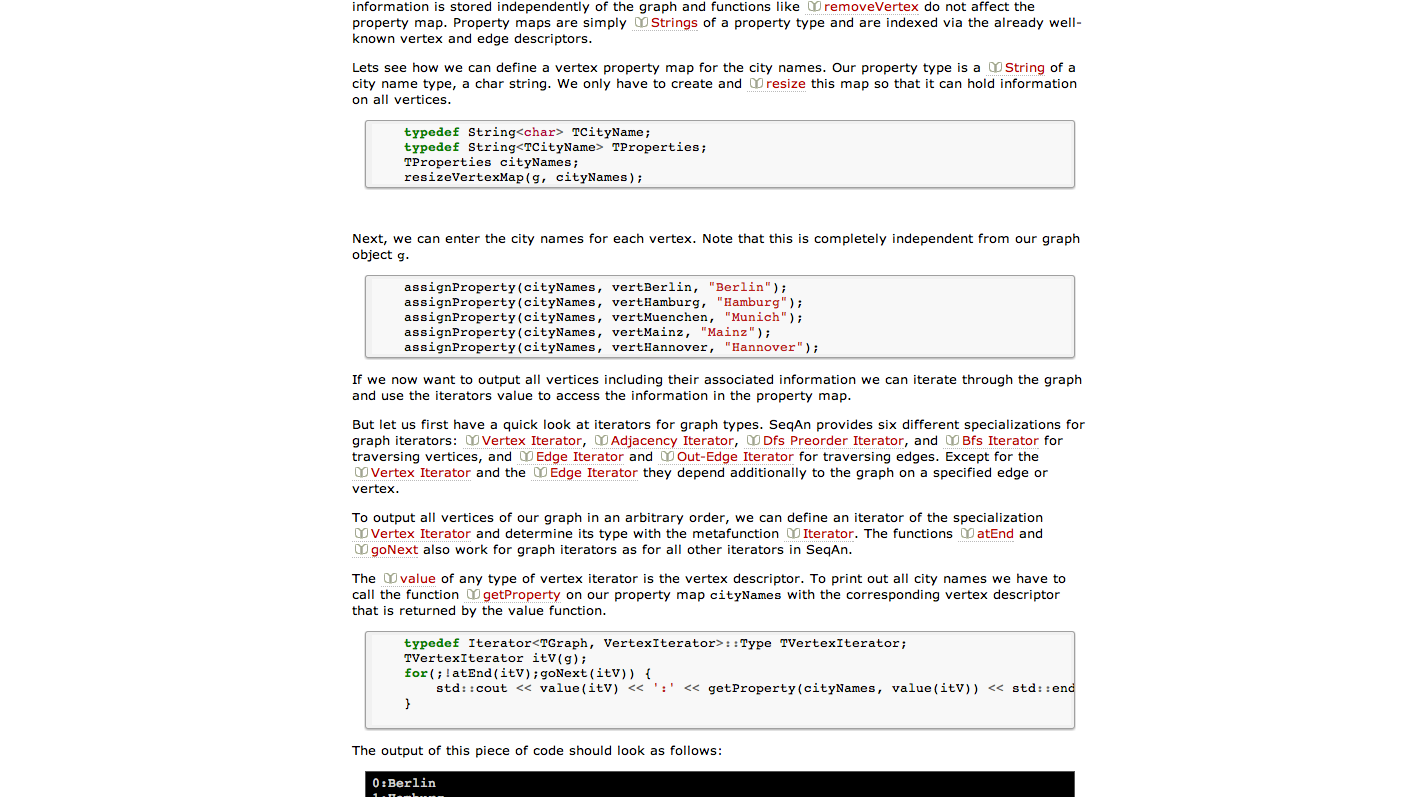 information is stored independently of the graph and functions like removeVertex do not affect the
property map. Property maps are simply Strings of a property type and are indexed via the already well-
known vertex and edge descriptors.
Lets see how we can define a vertex property map for the city names. Our property type is a String of a
city name type, a char string. We only have to create and resize this map so that it can hold information
on all vertices.
typedef String<char> TCityName;
typedef String<TCityName> TProperties;
TProperties cityNames;
resizeVertexMap(g, cityNames);
Next, we can enter the city names for each vertex. Note that this is completely independent from our graph
object g.
assignProperty(cityNames, vertBerlin, "Berlin");
assignProperty(cityNames, vertHamburg, "Hamburg");
assignProperty(cityNames, vertMuenchen, "Munich");
assignProperty(cityNames, vertMainz, "Mainz");
assignProperty(cityNames, vertHannover, "Hannover");
If we now want to output all vertices including their associated information we can iterate through the graph
and use the iterators value to access the information in the property map.
But let us first have a quick look at iterators for graph types. SeqAn provides six different specializations for
graph iterators: Vertex Iterator, Adjacency Iterator, Dfs Preorder Iterator, and Bfs Iterator for
traversing vertices, and Edge Iterator and Out-Edge Iterator for traversing edges. Except for the
Vertex Iterator and the Edge Iterator they depend additionally to the graph on a specified edge or
vertex.
To output all vertices of our graph in an arbitrary order, we can define an iterator of the specialization
Vertex Iterator and determine its type with the metafunction Iterator. The functions atEnd and
goNext also work for graph iterators as for all other iterators in SeqAn.
The value of any type of vertex iterator is the vertex descriptor. To print out all city names we have to
call the function getProperty on our property map cityNames with the corresponding vertex descriptor
that is returned by the value function.
typedef Iterator<TGraph, VertexIterator>::Type TVertexIterator;
TVertexIterator itV(g);
for(;!atEnd(itV);goNext(itV)) {
std::cout << value(itV) << ':' << getProperty(cityNames, value(itV)) << std::end
}
The output of this piece of code should look as follows:
0:Berlin
1:Hamburg